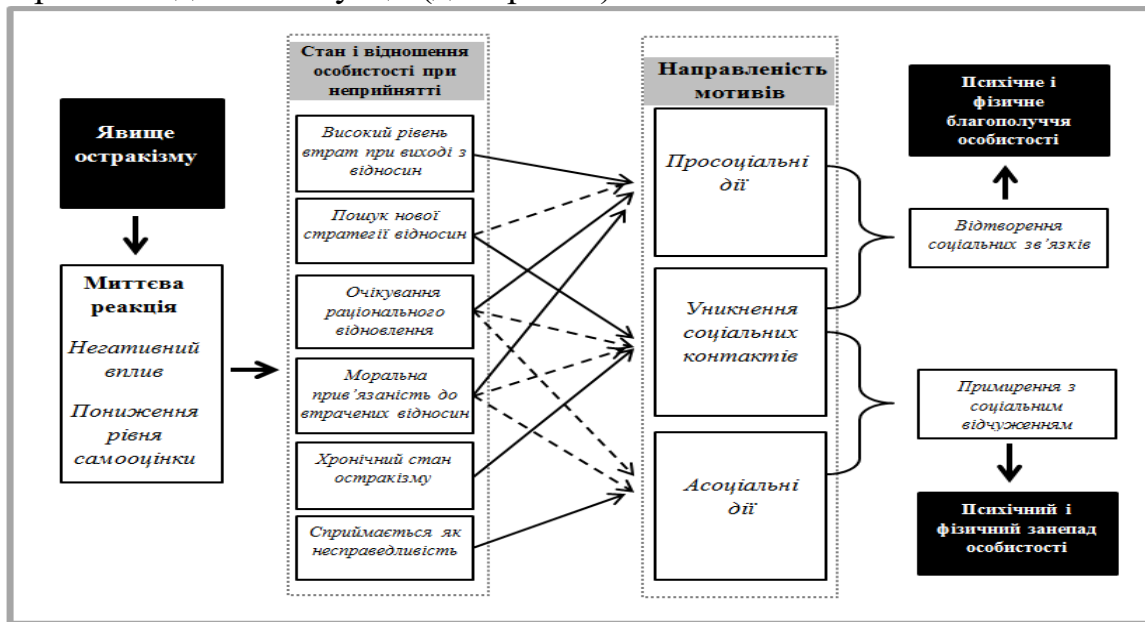 Явище
остракізму
Миттєва
реакція
Негативний
вплив
Пониження
рівня
самооцінки
Стан і відношення
особистості при
неприйнятті
Високий рівень
втрат при виході з
відносин
Пошук нової
стратегії відносин
Очікування
раціонального
відновлення
Моральна
прив’язаність до
втрачених відносин
Хронічний стан
остракізму
Сприймається як
несправедливість
Направленість
мотивів
Просоціальні
дії
Уникнення
соціальних
контактів
Асоціальні
дії
Психічне і
фізичне
благополуччя
особистості
Відтворення
соціальних зв’язків
Примирення з
соціальним
відчуженням
Психічний і
фізичний занепад
особистості